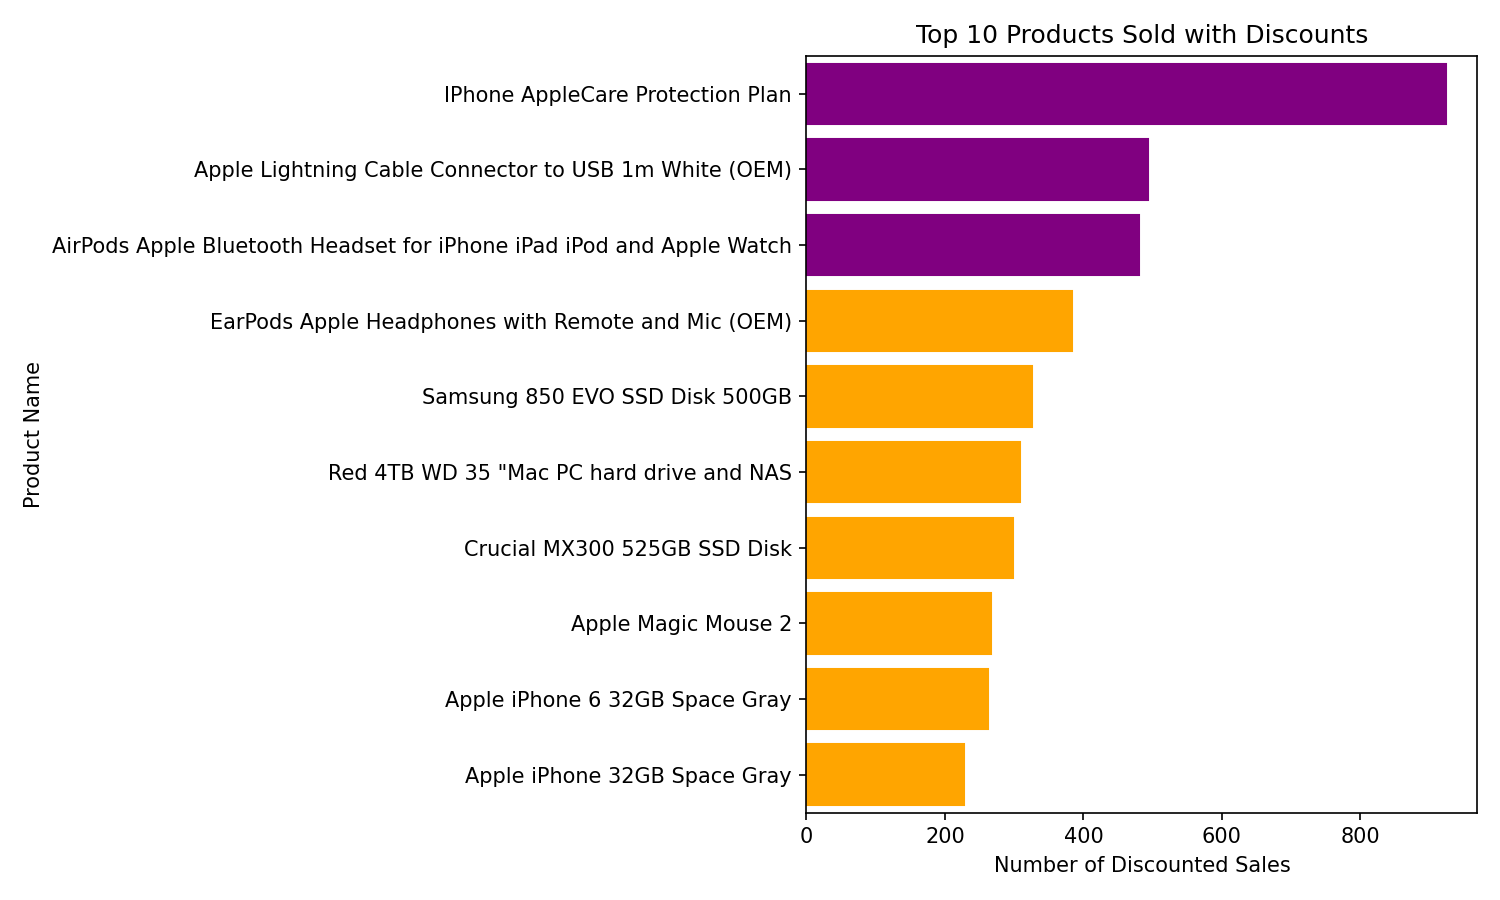 Top 10 Products Sold with Discounts
Product Name
IPhone AppleCare Protection Plan
Apple Lightning Cable Connector to USB 1m White (OEM)
AirPods Apple Bluetooth Headset for iPhone iPad iPod and Apple Watch
EarPods Apple Headphones with Remote and Mic (OEM)
Samsung 850 EVO SSD Disk 500GB
Red 4TB WD 35 "Mac PC hard drive and NAS
Crucial MX300 525GB SSD Disk
Apple Magic Mouse 2
Apple iPhone 6 32GB Space Gray
Apple iPhone 32GB Space Gray
0 200 400 600 800
Number of Discounted Sales